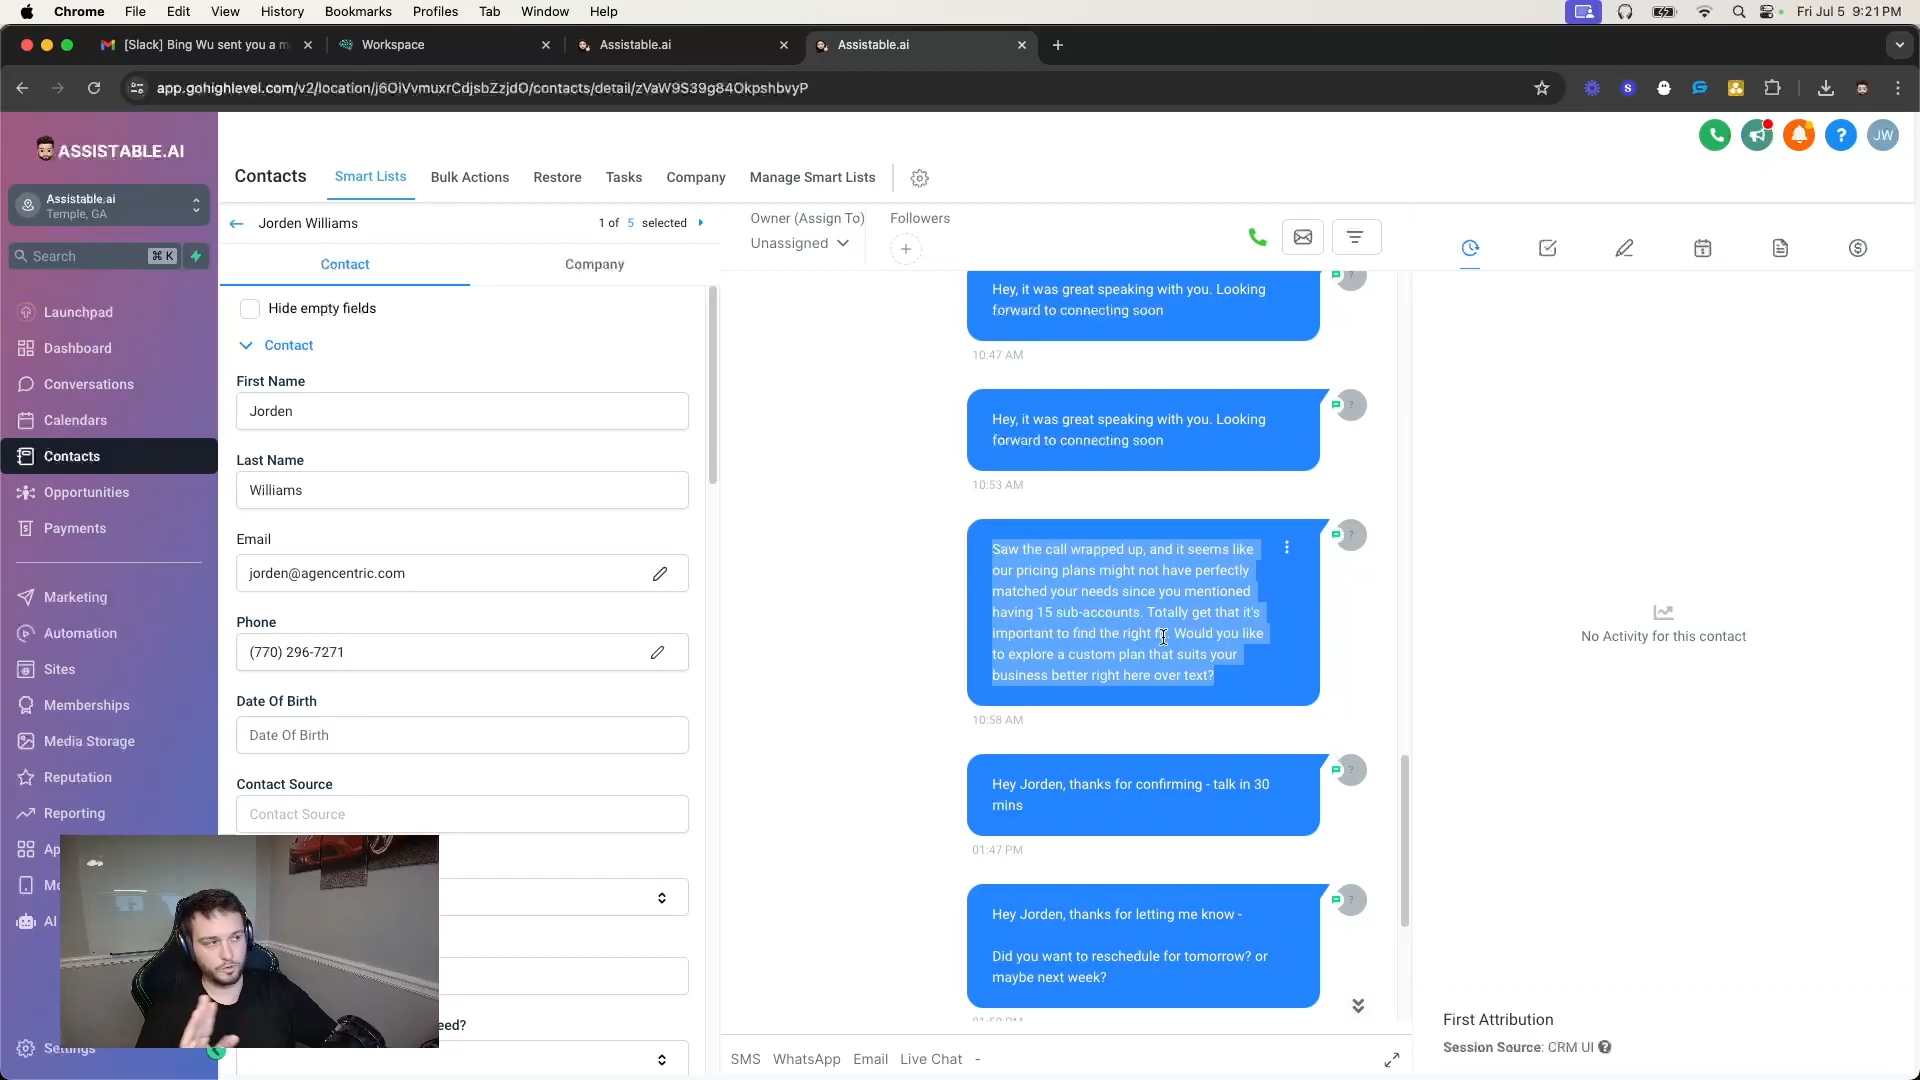 Chrome File Edit View History Bookmarks Profiles Tab Window Help
Fri Jul 5 9:21 PM
[Slack] Bing Wu sent you a m
Workspace
Assistable.ai
Assistable.ai
app.gohighlevel.com/v2/location/j6OiVvmuxrCdjsbZzjdO/contacts/detail/zVaW9S39g84OkpshbvyP
ASSISTABLE.AI
Assistable.ai
Temple, GA
Search
⌘ K
Launchpad
Dashboard
Conversations
Calendars
Contacts
Opportunities
Payments
Marketing
Automation
Sites
Memberships
Media Storage
Reputation
Reporting
Ap
Mo
AI
Settings
Contacts
Smart Lists
Bulk Actions
Restore
Tasks
Company
Manage Smart Lists
JW
Jorden Williams
1 of 5 selected
Contact
Company
Hide empty fields
Contact
First Name
Jorden
Last Name
Williams
Email
jorden@agencentric.com
Phone
(770) 296-7271
Date Of Birth
Date Of Birth
Contact Source
Contact Source
eed?
Owner (Assign To)
Unassigned
Followers
Hey, it was great speaking with you. Looking
forward to connecting soon
10:47 AM
Hey, it was great speaking with you. Looking
forward to connecting soon
10:53 AM
Saw the call wrapped up, and it seems like
our pricing plans might not have perfectly
matched your needs since you mentioned
having 15 sub-accounts. Totally get that it's
important to find the right fit. Would you like
to explore a custom plan that suits your
business better right here over text?
10:58 AM
Hey Jorden, thanks for confirming - talk in 30
mins
01:47 PM
Hey Jorden, thanks for letting me know -
Did you want to reschedule for tomorrow? or
maybe next week?
SMS WhatsApp Email Live Chat -
No Activity for this contact
First Attribution
Session Source: CRM UI